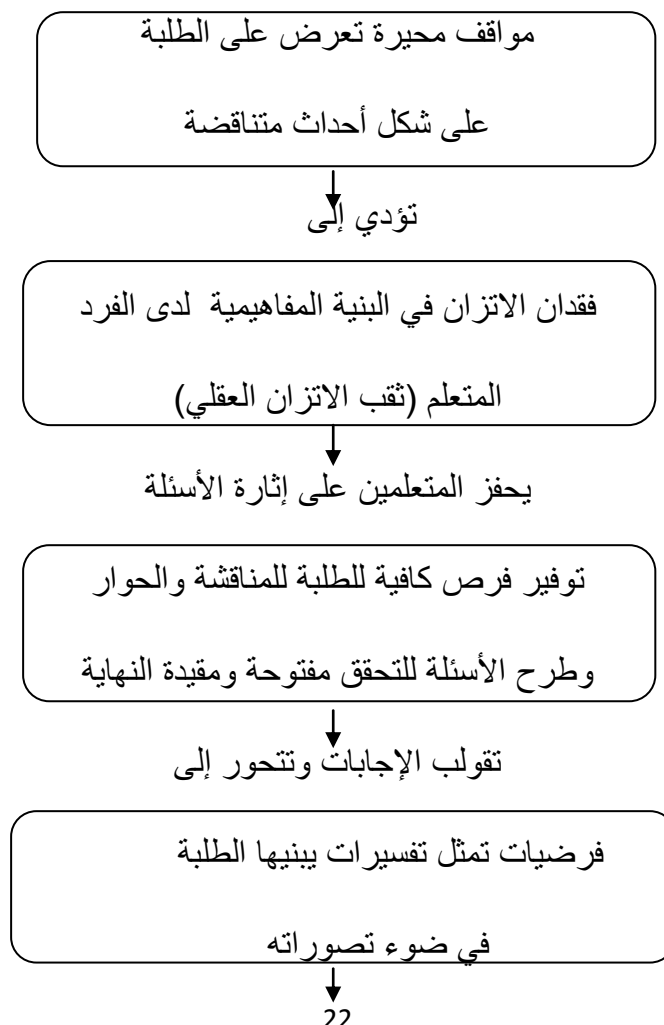 مواقف محيرة تعرض على الطلبة
على شكل أحداث متناقضة
تؤدي إلى
فقدان الاتزان في البنية المفاهيمية لدى الفرد
المتعلم (ثقب الاتزان العقلي)
يحفز المتعلمين على إثارة الأسئلة
توفير فرص كافية للطلبة للمناقشة والحوار
وطرح الأسئلة للتحقق مفتوحة ومقيدة النهاية
تقولب الإجابات وتتحور إلى
فرضيات تمثل تفسيرات يبنيها الطلبة
في ضوء تصوراته
22